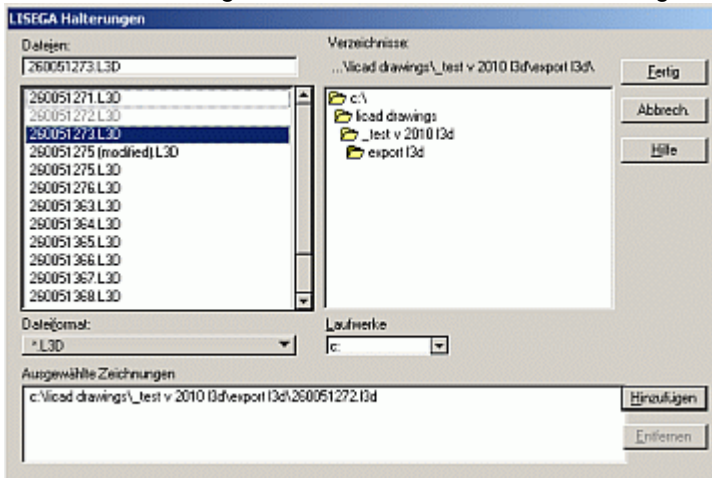 LISEGA Halterungen
Dateien:
260051273.L3D
260051271.L3D
260051272.L3D
260051273.L3D
260051275 (modified).L3D
260051275.L3D
260051276.L3D
260051363.L3D
260051364.L3D
260051365.L3D
260051366.L3D
260051367.L3D
260051368.L3D
Dateiformat:
*.L3D
Verzeichnisse:
...\licad drawings\_test v 2010 l3d\export l3d\
c:\
licad drawings
_test v 2010 l3d
export l3d
Laufwerke
c:
Fertig
Abbrech.
Hilfe
Ausgewählte Zeichnungen
c:\licad drawings\_test v 2010 l3d\export l3d\260051272.l3d
Hinzufügen
Entfernen